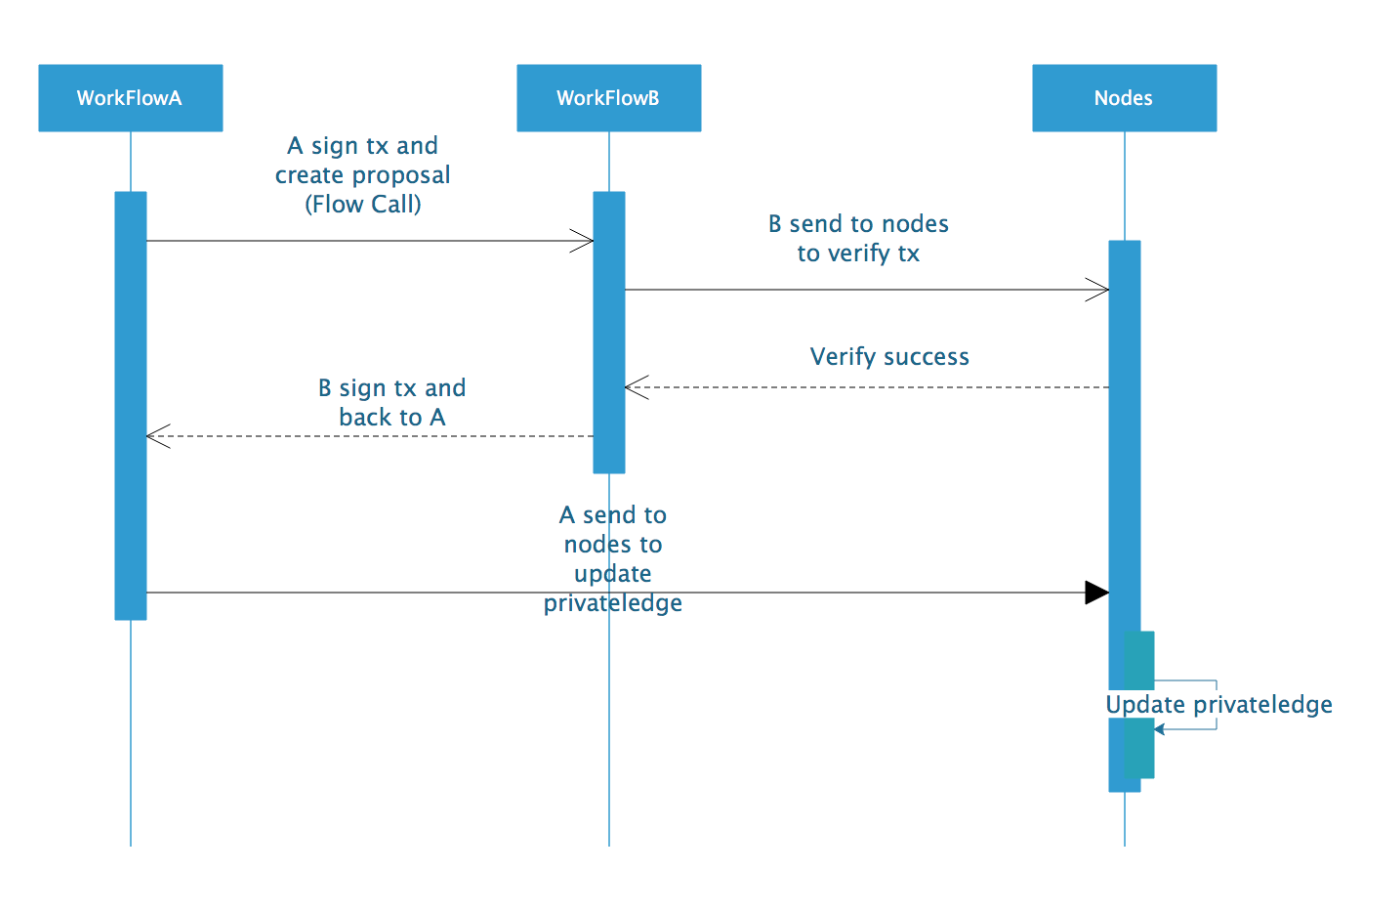 WorkFlowA
WorkFlowB
Nodes
A sign tx and
create proposal
(Flow Call)
B send to nodes
to verify tx
Verify success
B sign tx and
back to A
A send to
nodes to
update
privateledge
Update privateledge